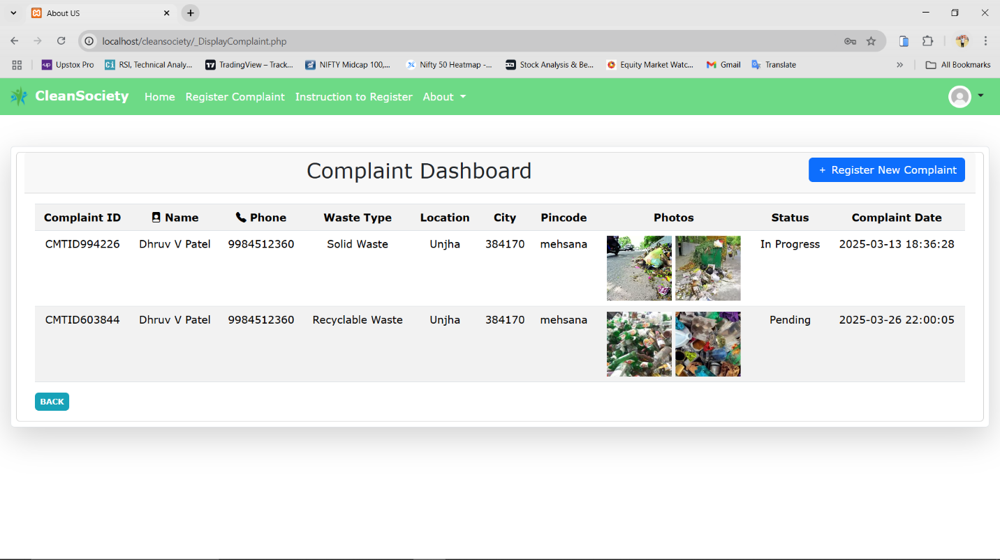 About US
localhost/cleansociety/_DisplayComplaint.php
Upstox Pro RSI, Technical Analy... TradingView – Track... NIFTY Midcap 100,... Nifty 50 Heatmap -... Stock Analysis & Be... Equity Market Watc... Gmail Translate » All Bookmarks
CleanSociety Home Register Complaint Instruction to Register About
Complaint Dashboard + Register New Complaint
Complaint ID Name Phone Waste Type Location City Pincode Photos Status Complaint Date
CMTID994226 Dhruv V Patel 9984512360 Solid Waste Unjha 384170 mehsana In Progress 2025-03-13 18:36:28
CMTID603844 Dhruv V Patel 9984512360 Recyclable Waste Unjha 384170 mehsana Pending 2025-03-26 22:00:05
BACK